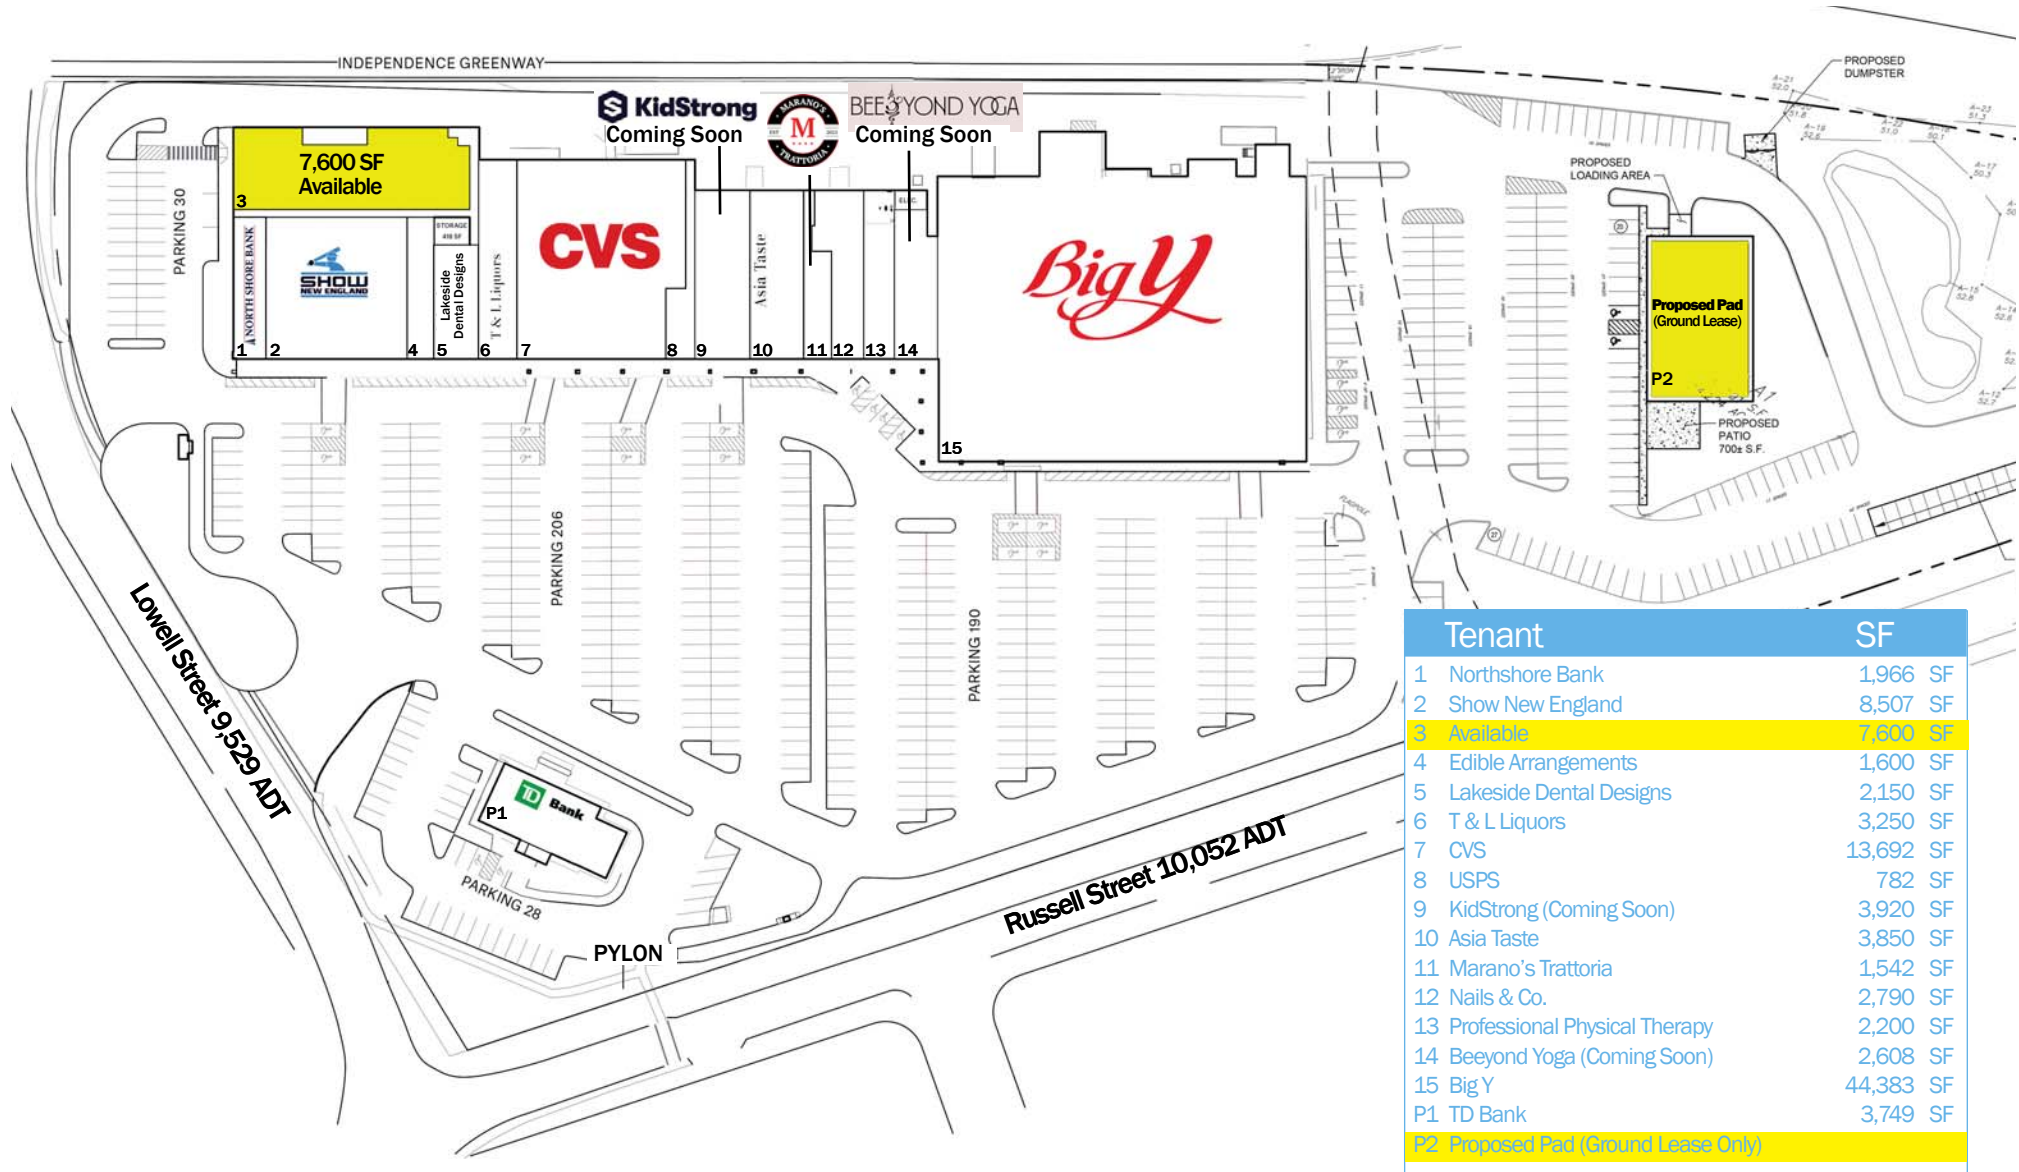 INDEPENDENCE GREENWAY
PROPOSED
DUMPSTER
KidStrong
Coming Soon
MARANO'S
M
TRATTORIA
BEEYOND YOGA
Coming Soon
PROPOSED
LOADING AREA
7,600 SF
Available
3
PARKING 30
NORTH SHORE BANK
SHOW
NEW ENGLAND
STORAGE
Lakeside
Dental Designs
T & L Liquors
CVS
Asia Taste
ELEC.
Big Y
Proposed Pad
(Ground Lease)
P2
1
2
4
5
6
7
8
9
10
11
12
13
14
15
PROPOSED
PATIO
700± S.F.
FLAGPOLE
PARKING 206
PARKING 190
Lowell Street 9,529 ADT
TD Bank
P1
PARKING 28
PYLON
Russell Street 10,052 ADT
Tenant SF
1 Northshore Bank 1,966 SF
2 Show New England 8,507 SF
3 Available 7,600 SF
4 Edible Arrangements 1,600 SF
5 Lakeside Dental Designs 2,150 SF
6 T & L Liquors 3,250 SF
7 CVS 13,692 SF
8 USPS 782 SF
9 KidStrong (Coming Soon) 3,920 SF
10 Asia Taste 3,850 SF
11 Marano's Trattoria 1,542 SF
12 Nails & Co. 2,790 SF
13 Professional Physical Therapy 2,200 SF
14 Beeyond Yoga (Coming Soon) 2,608 SF
15 Big Y 44,383 SF
P1 TD Bank 3,749 SF
P2 Proposed Pad (Ground Lease Only)